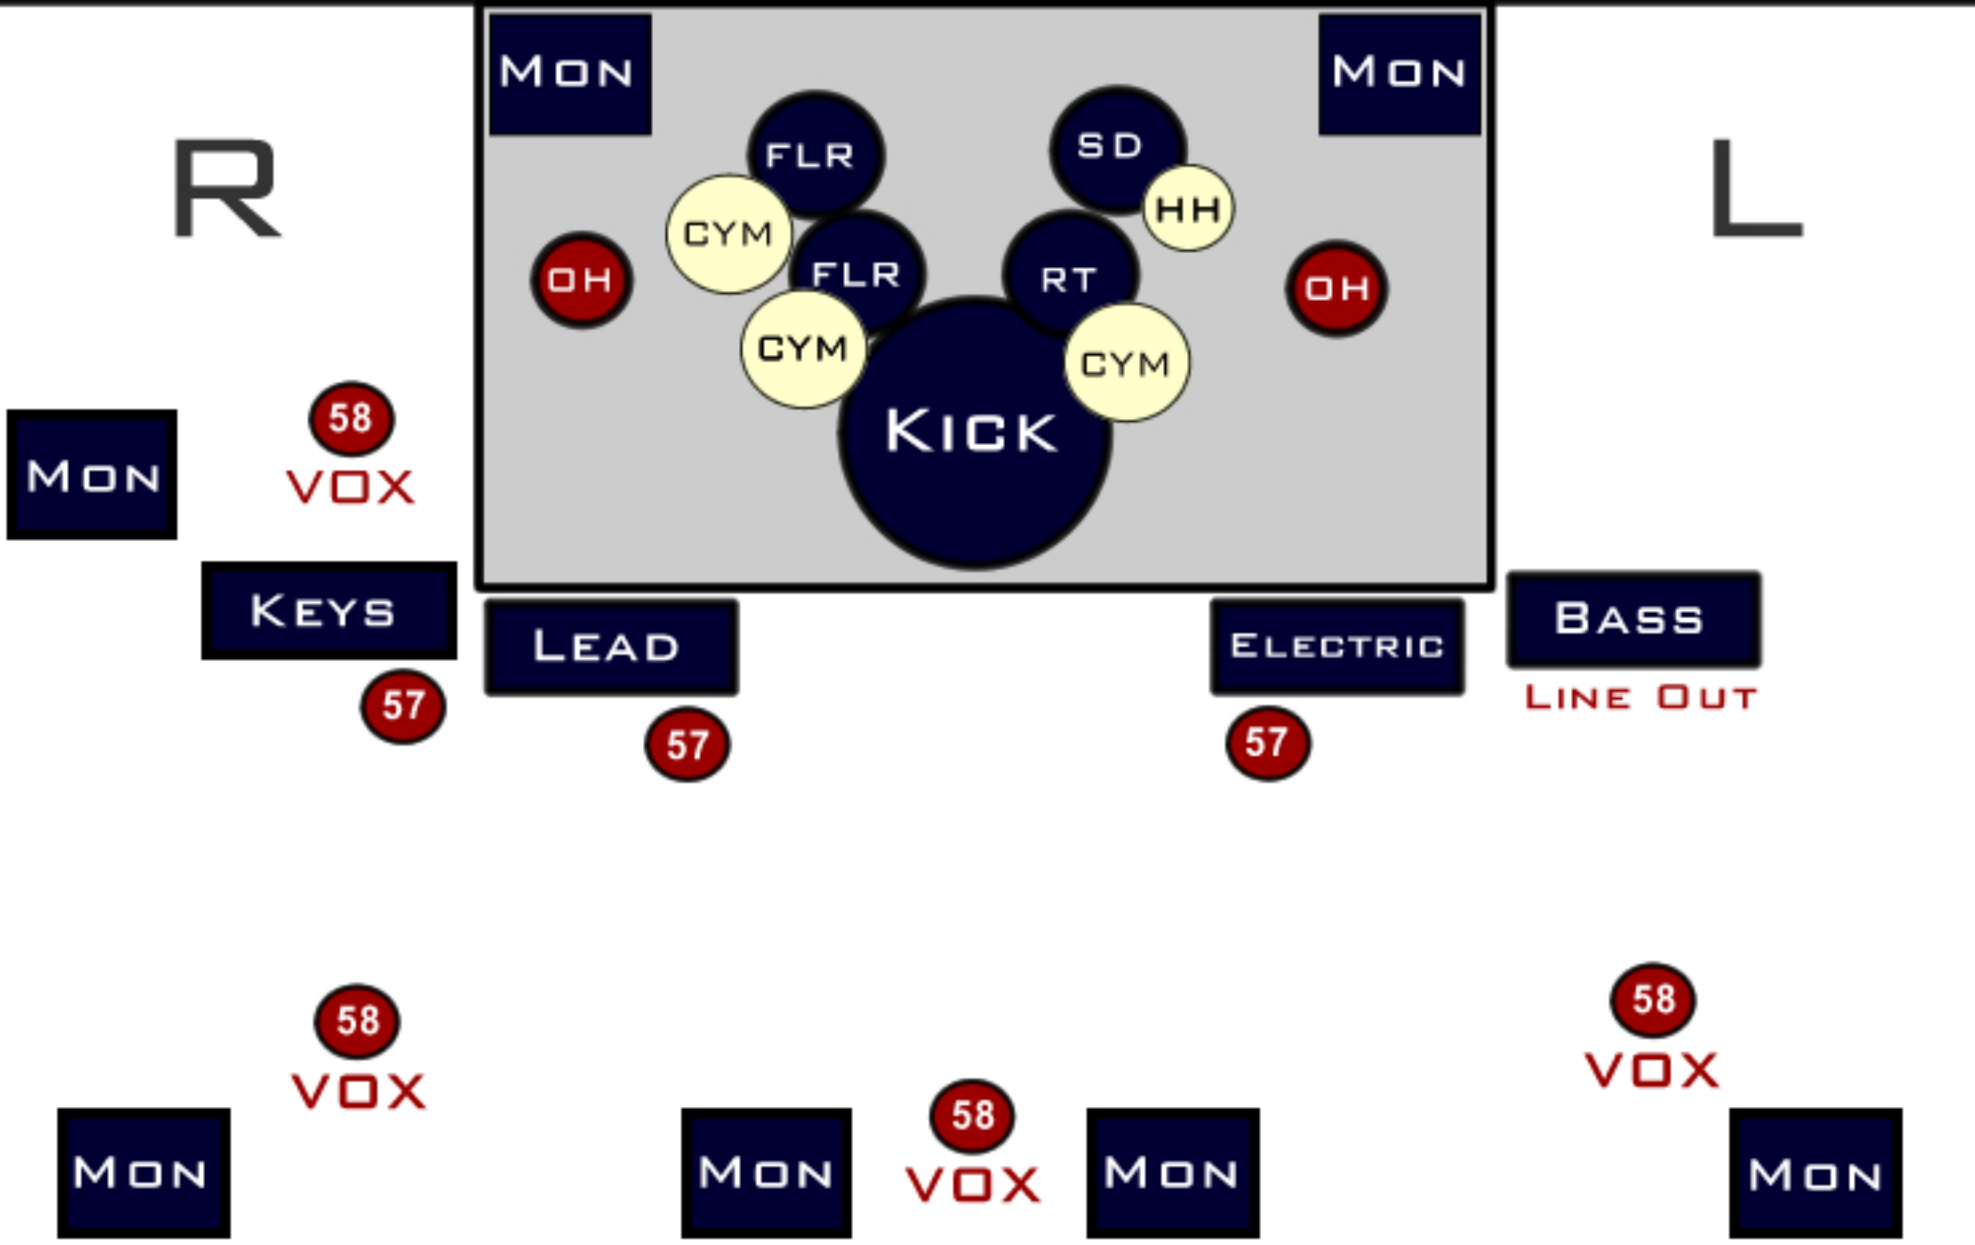 MON
MON
R
L
FLR
SD
CYM
HH
FLR
RT
OH
OH
CYM
CYM
KICK
58
VOX
MON
KEYS
LEAD
ELECTRIC
BASS
LINE OUT
57
57
57
58
VOX
58
VOX
58
VOX
MON
MON
MON
MON